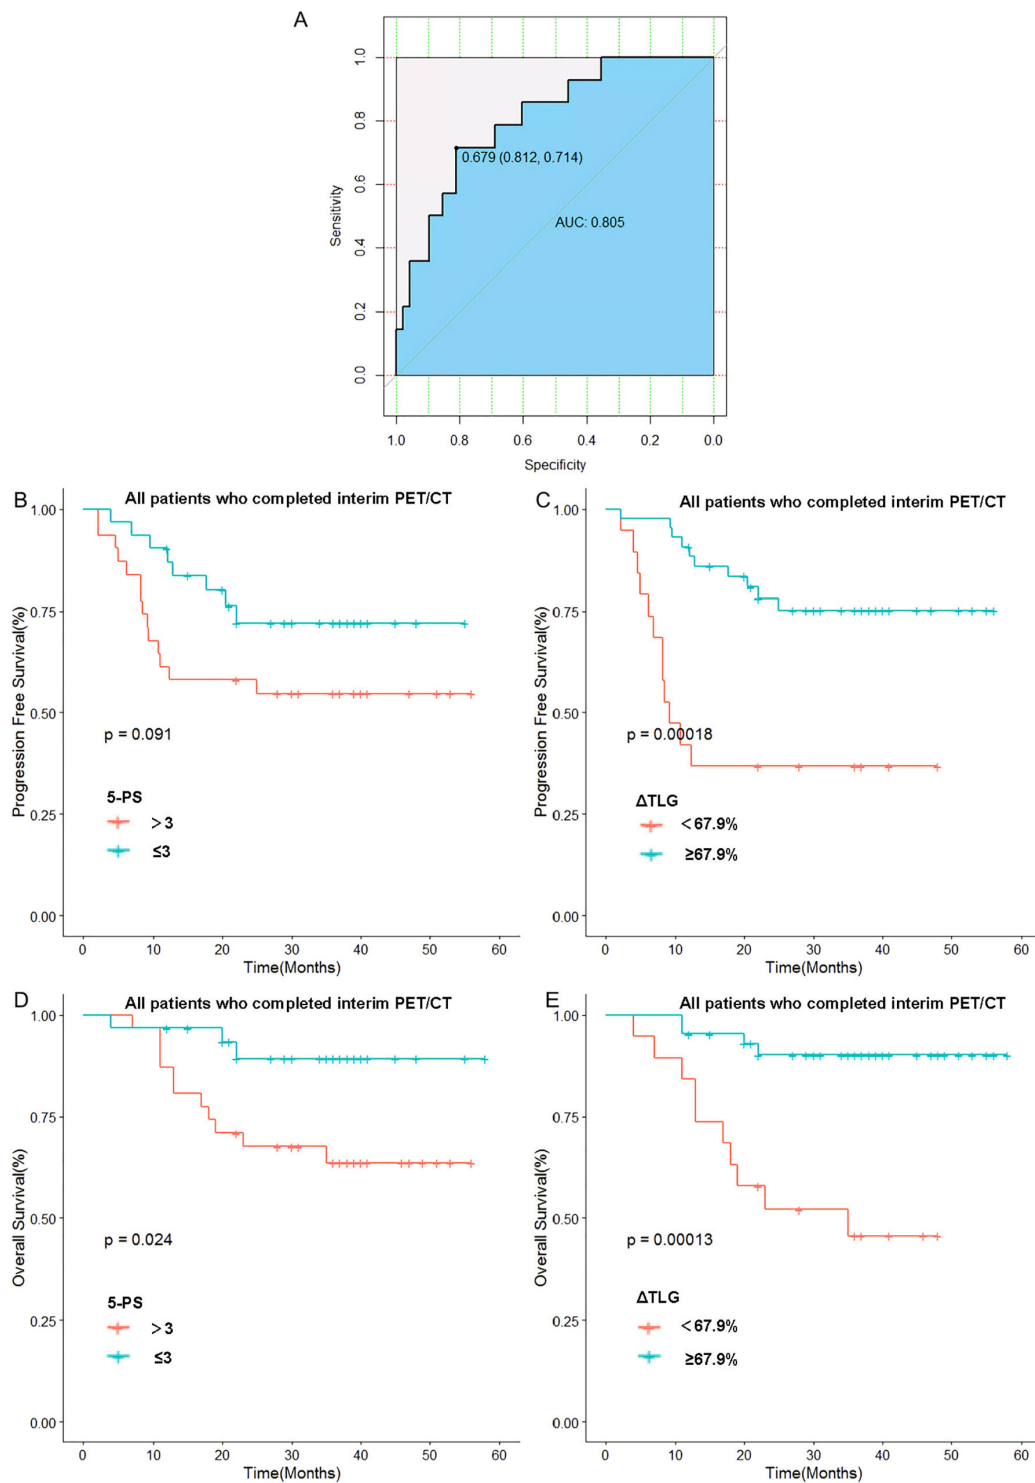 A
1.0
0.8
0.6
0.4
0.2
0.0
Sensitivity
0.679 (0.812, 0.714)
AUC: 0.805
1.0 0.8 0.6 0.4 0.2 0.0
Specificity
B
All patients who completed interim PET/CT
1.00
0.75
0.50
0.25
0.00
Progression Free Survival(%)
p = 0.091
5-PS
>3
≤3
0 10 20 30 40 50 60
Time(Months)
C
All patients who completed interim PET/CT
1.00
0.75
0.50
0.25
0.00
Progression Free Survival(%)
p = 0.00018
ΔTLG
<67.9%
≥67.9%
0 10 20 30 40 50 60
Time(Months)
D
All patients who completed interim PET/CT
1.00
0.75
0.50
0.25
0.00
Overall Survival(%)
p = 0.024
5-PS
>3
≤3
0 10 20 30 40 50 60
Time(Months)
E
All patients who completed interim PET/CT
1.00
0.75
0.50
0.25
0.00
Overall Survival(%)
p = 0.00013
ΔTLG
<67.9%
≥67.9%
0 10 20 30 40 50 60
Time(Months)